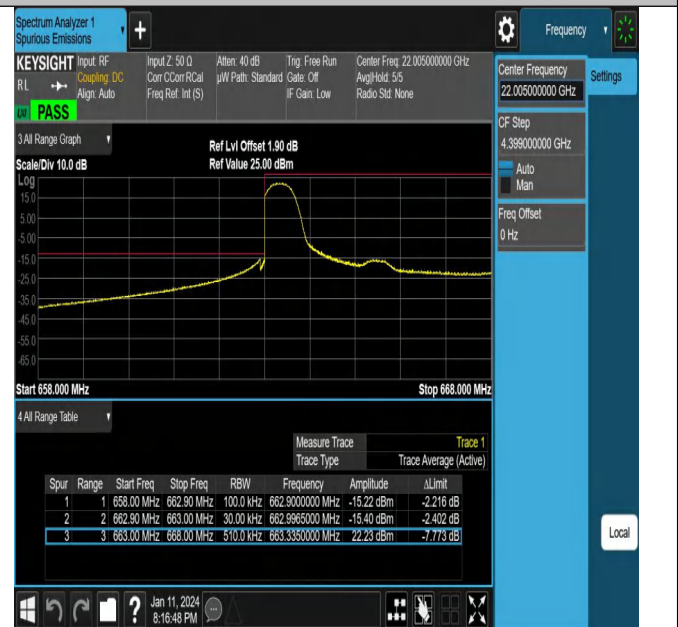 Spectrum Analyzer 1
Spurious Emissions
Frequency
KEYSIGHT
Input: RF
Coupling: DC
Align: Auto
Input Z: 50 Ω
Corr CCorr RCal
Freq Ref: Int (S)
Atten: 40 dB
µW Path: Standard
Trig: Free Run
Gate: Off
IF Gain: Low
Center Freq: 22.005000000 GHz
Avg|Hold: 5/5
Radio Std: None
RL
PASS
Center Frequency
22.005000000 GHz
Settings
CF Step
4.399000000 GHz
Auto
Man
Freq Offset
0 Hz
Local
3 All Range Graph
Ref Lvl Offset 1.90 dB
Scale/Div 10.0 dB
Ref Value 25.00 dBm
Log
15.0
5.00
-5.00
-15.0
-25.0
-35.0
-45.0
-55.0
-65.0
Start 658.000 MHz
Stop 668.000 MHz
4 All Range Table
Measure Trace Trace 1
Trace Type Trace Average (Active)
Spur Range Start Freq Stop Freq RBW Frequency Amplitude ΔLimit
1 1 658.00 MHz 662.90 MHz 100.0 kHz 662.9000000 MHz -15.22 dBm -2.216 dB
2 2 662.90 MHz 663.00 MHz 30.00 kHz 662.9965000 MHz -15.40 dBm -2.402 dB
3 3 663.00 MHz 668.00 MHz 510.0 kHz 663.3350000 MHz 22.23 dBm -7.773 dB
?
Jan 11, 2024
8:16:48 PM